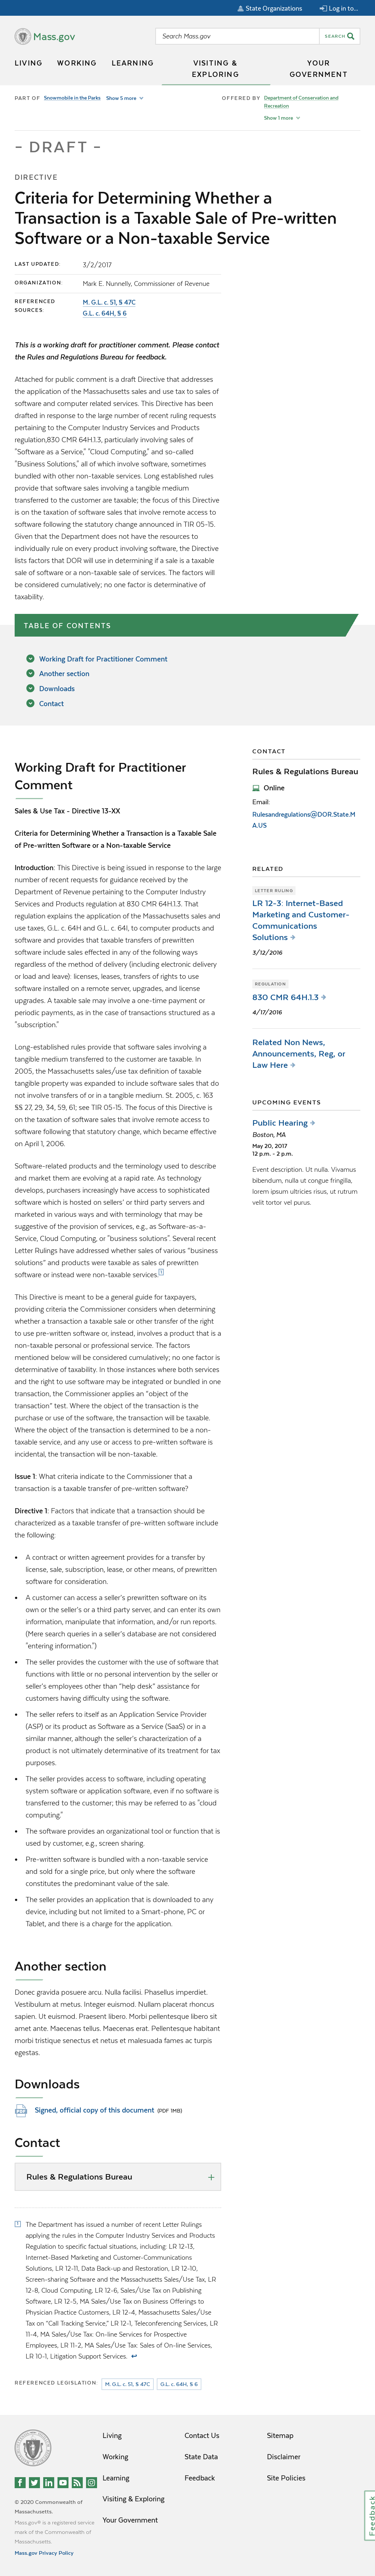 State Organizations
Log in to...
Mass.gov
Search Mass.gov
SEARCH
LIVING
WORKING
LEARNING
VISITING &
EXPLORING
YOUR
GOVERNMENT
PART OF Snowmobile in the Parks Show 5 more
OFFERED BY Department of Conservation and
Recreation
Show 1 more
- DRAFT -
DIRECTIVE
Criteria for Determining Whether a
Transaction is a Taxable Sale of Pre-written
Software or a Non-taxable Service
LAST UPDATED 3/2/2017
ORGANIZATION Mark E. Nunnelly, Commissioner of Revenue
REFERENCED
SOURCES
M. G.L. c. 51, § 47C
G.L. c. 64H, § 6
This is a working draft for practitioner comment. Please contact
the Rules and Regulations Bureau for feedback.
Attached for public comment is a draft Directive that addresses
the application of the Massachusetts sales and use tax to sales of
software and computer related services. This Directive has been
drafted in response to the large number of recent ruling requests
pertaining to the Computer Industry Services and Products
regulation,830 CMR 64H.1.3, particularly involving sales of
"Software as a Service," "Cloud Computing," and so-called
"Business Solutions," all of which involve software, sometimes
bundled with other non-taxable services. Long established rules
provide that software sales involving a tangible medium
transferred to the customer are taxable; the focus of this Directive
is on the taxation of software sales that involve remote access to
software following the statutory change announced in TIR 05-15.
Given that the Department does not have the resources to
individually rule on every product involving software, the Directive
lists factors that DOR will use in determining if a sale is a taxable
sale of software or a non-taxable sale of services. The factors will
be considered cumulatively; no one factor is determinative of
taxability.
TABLE OF CONTENTS
Working Draft for Practitioner Comment
Another section
Downloads
Contact
Working Draft for Practitioner
Comment
Sales & Use Tax - Directive 13-XX
Criteria for Determining Whether a Transaction is a Taxable Sale
of Pre-written Software or a Non-taxable Service
Introduction: This Directive is being issued in response to the large
number of recent requests for guidance received by the
Department of Revenue pertaining to the Computer Industry
Services and Products regulation at 830 CMR 64H.1.3. That
regulation explains the application of the Massachusetts sales and
use taxes, G.L. c. 64H and G.L. c. 64I, to computer products and
software and provides that taxable transfers of prewritten
software include sales effected in any of the following ways
regardless of the method of delivery (including electronic delivery
or load and leave): licenses, leases, transfers of rights to use
software installed on a remote server, upgrades, and license
upgrades. A taxable sale may involve a one-time payment or
periodic payments, as in the case of transactions structured as a
"subscription."
Long-established rules provide that software sales involving a
tangible medium transferred to the customer are taxable. In
2005, the Massachusetts sales/use tax definition of taxable
tangible property was expanded so to include software sales that
do not involve a transfer of or in a tangible medium. St. 2005, c. 163
§§ 27, 29, 34, 59, 61; see TIR 05-15. The focus of this Directive is
on the taxation of software sales that involve remote access to
software following that statutory change, which became effective
on April 1, 2006.
Software-related products and the terminology used to describe
and market them are evolving at a rapid rate. As technology
develops, purchasers increasingly have access to sophisticated
software which is hosted on sellers' or third party servers and
marketed in various ways and with terminology that may be
suggestive of the provision of services, e.g., as Software-as-a-
Service, Cloud Computing, or "business solutions". Several recent
Letter Rulings have addressed whether sales of various "business
solutions" and products were taxable as sales of prewritten
software or instead were non-taxable services.[1]
This Directive is meant to be a general guide for taxpayers,
providing criteria the Commissioner considers when determining
whether a transaction a taxable sale or other transfer of the right
to use pre-written software or, instead, involves a product that is a
non-taxable personal or professional service. The factors
mentioned below will be considered cumulatively; no one factor is
determinative of taxability. In those instances where both services
and the right to use software may be integrated or bundled in one
transaction, the Commissioner applies an "object of the
transaction" test. Where the object of the transaction is the
purchase or use of the software, the transaction will be taxable.
Where the object of the transaction is determined to be a non-
taxable service, and any use or access to pre-written software is
incidental, the transaction will be non-taxable.
Issue 1: What criteria indicate to the Commissioner that a
transaction is a taxable transfer of prewritten software?
Directive 1: Factors that indicate that a transaction should be
characterized as a taxable transfer of pre-written software include
the following:
• A contract or written agreement provides for a transfer by
license, sale, subscription, lease, or other means, of prewritten
software for consideration.
• A customer can access a seller's prewritten software on its
own or the seller's or a third party server, and can enter its own
information, manipulate that information, and/or run reports.
(Mere search queries in a seller's database are not considered
"entering information.")
• The seller provides the customer with the use of software that
functions with little or no personal intervention by the seller or
seller's employees other than "help desk" assistance for
customers having difficulty using the software.
• The seller refers to itself as an Application Service Provider
(ASP) or its product as Software as a Service (SaaS) or in a
similar manner, although the seller's characterization of a
product is not ultimately determinative of its treatment for tax
purposes.
• The seller provides access to software, including operating
system software or application software, even if no software is
transferred to the customer; this may be referred to as "cloud
computing."
• The software provides an organizational tool or function that is
used by customer, e.g., screen sharing.
• Pre-written software is bundled with a non-taxable service
and sold for a single price, but only where the software
constitutes the predominant value of the sale.
• The seller provides an application that is downloaded to any
device, including but not limited to a Smart-phone, PC or
Tablet, and there is a charge for the application.
Another section
Donec gravida posuere arcu. Nulla facilisi. Phasellus imperdiet.
Vestibulum at metus. Integer euismod. Nullam placerat rhoncus
sapien. Ut euismod. Praesent libero. Morbi pellentesque libero sit
amet ante. Maecenas tellus. Maecenas erat. Pellentesque habitant
morbi tristique senectus et netus et malesuada fames ac turpis
egestas.
Downloads
Signed, official copy of this document (PDF 1MB)
Contact
Rules & Regulations Bureau
[1] The Department has issued a number of recent Letter Rulings
applying the rules in the Computer Industry Services and Products
Regulation to specific factual situations, including: LR 12-13,
Internet-Based Marketing and Customer-Communications
Solutions, LR 12-11, Data Back-up and Restoration, LR 12-10,
Screen-sharing Software and the Massachusetts Sales/Use Tax, LR
12-8, Cloud Computing, LR 12-6, Sales/Use Tax on Publishing
Software, LR 12-5, MA Sales/Use Tax on Business Offerings to
Physician Practice Customers, LR 12-4, Massachusetts Sales/Use
Tax on "Call Tracking Service," LR 12-1, Teleconferencing Services, LR
11-4, MA Sales/Use Tax: On-line Services for Prospective
Employees, LR 11-2, MA Sales/Use Tax: Sales of On-line Services,
LR 10-1, Litigation Support Services. ↩
REFERENCED LEGISLATION M. G.L. c. 51, § 47C G.L. c. 64H, § 6
CONTACT
Rules & Regulations Bureau
Online
Email:
Rulesandregulations@DOR.State.M
A.US
RELATED
LETTER RULING
LR 12-3: Internet-Based
Marketing and Customer-
Communications
Solutions →
3/12/2016
REGULATION
830 CMR 64H.1.3 →
4/17/2016
Related Non News,
Announcements, Reg, or
Law Here →
UPCOMING EVENTS
Public Hearing →
Boston, MA
May 20, 2017
12 p.m. - 2 p.m.
Event description. Ut nulla. Vivamus
bibendum, nulla ut congue fringilla,
lorem ipsum ultricies risus, ut rutrum
velit tortor vel purus.
Living
Working
Learning
Visiting & Exploring
Your Government
Contact Us
State Data
Feedback
Sitemap
Disclaimer
Site Policies
© 2020 Commonwealth of
Massachusetts.
Mass.gov® is a registered service
mark of the Commonwealth of
Massachusetts.
Mass.gov Privacy Policy
Feedback